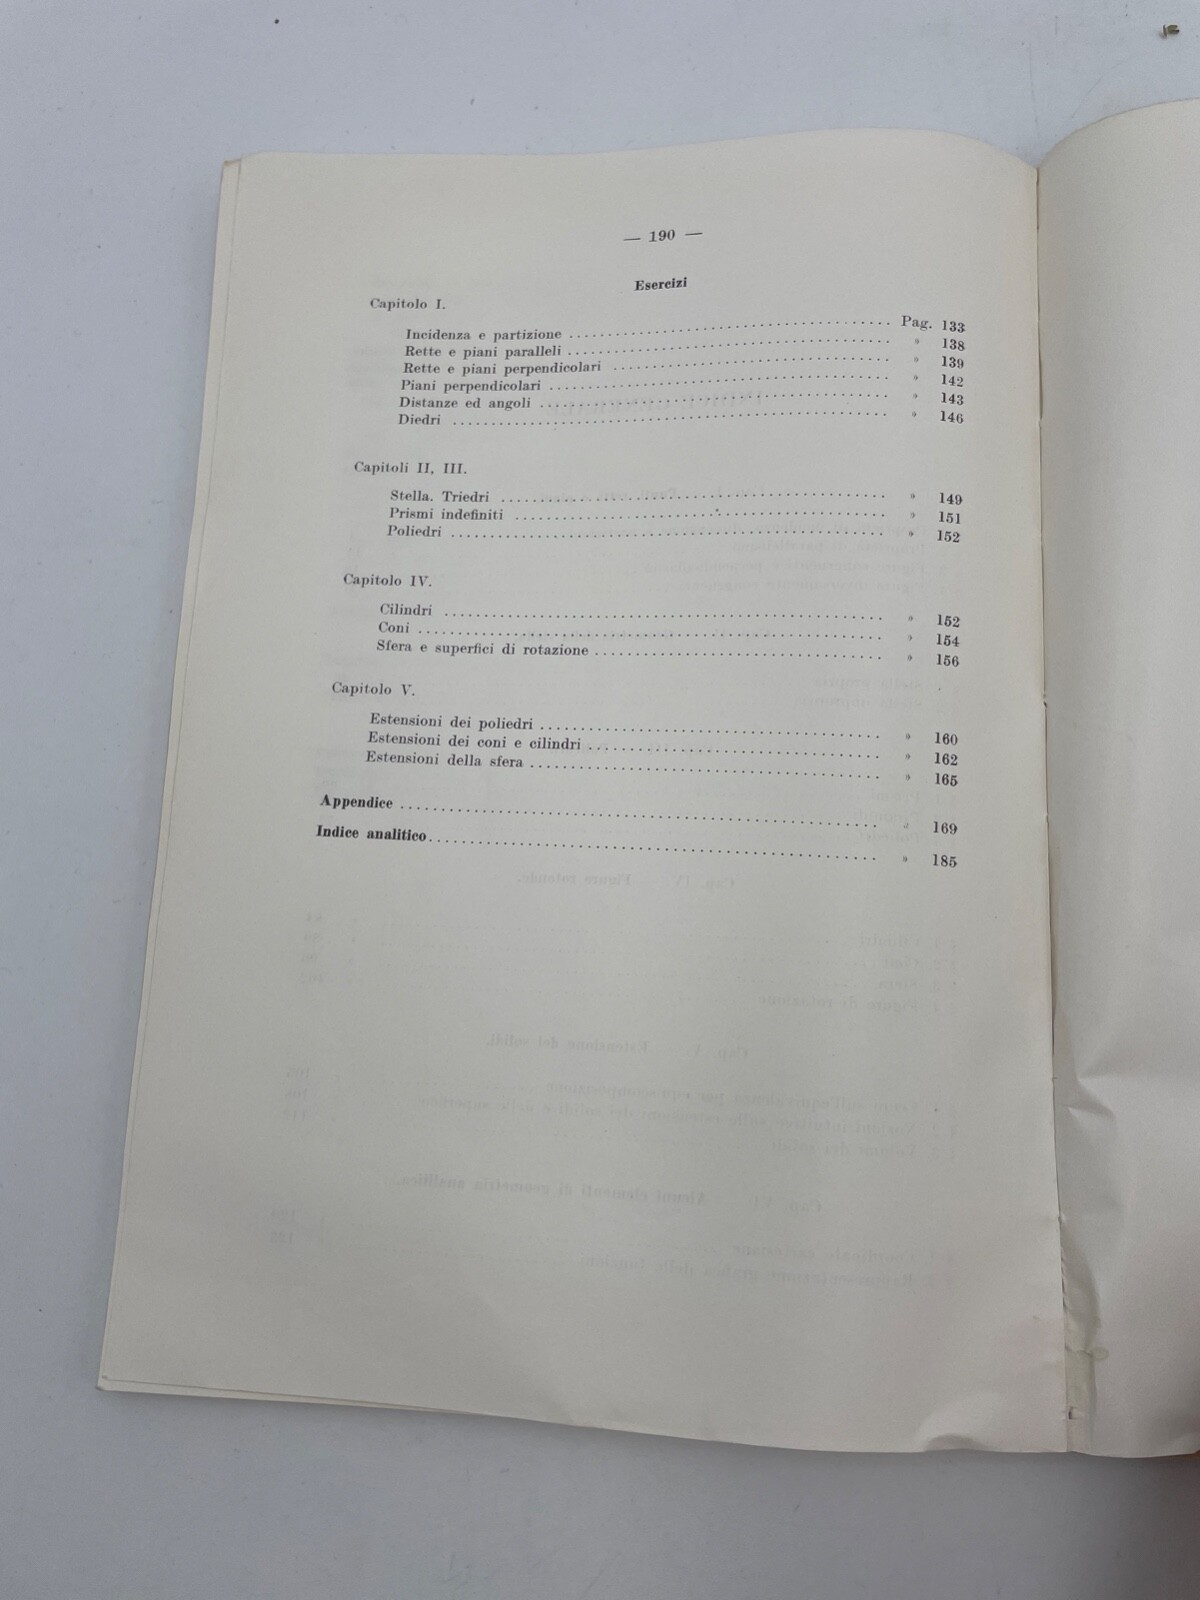 — 190 —
Esercizi
Capitolo I.
Incidenza e partizione ........................................ Pag. 133
Rette e piani paralleli ........................................ » 138
Rette e piani perpendicolari ................................... » 139
Piani perpendicolari ........................................... » 142
Distanze ed angoli ............................................. » 143
Diedri ......................................................... » 146
Capitoli II, III.
Stella. Triedri ................................................ » 149
Prismi indefiniti .............................................. » 151
Poliedri ....................................................... » 152
Capitolo IV.
Cilindri ....................................................... » 152
Coni ........................................................... » 154
Sfera e superfici di rotazione ................................. » 156
Capitolo V.
Estensioni dei poliedri ........................................ » 160
Estensioni dei coni e cilindri ................................. » 162
Estensioni della sfera ......................................... » 165
Appendice ...................................................... » 169
Indice analitico ............................................... » 185